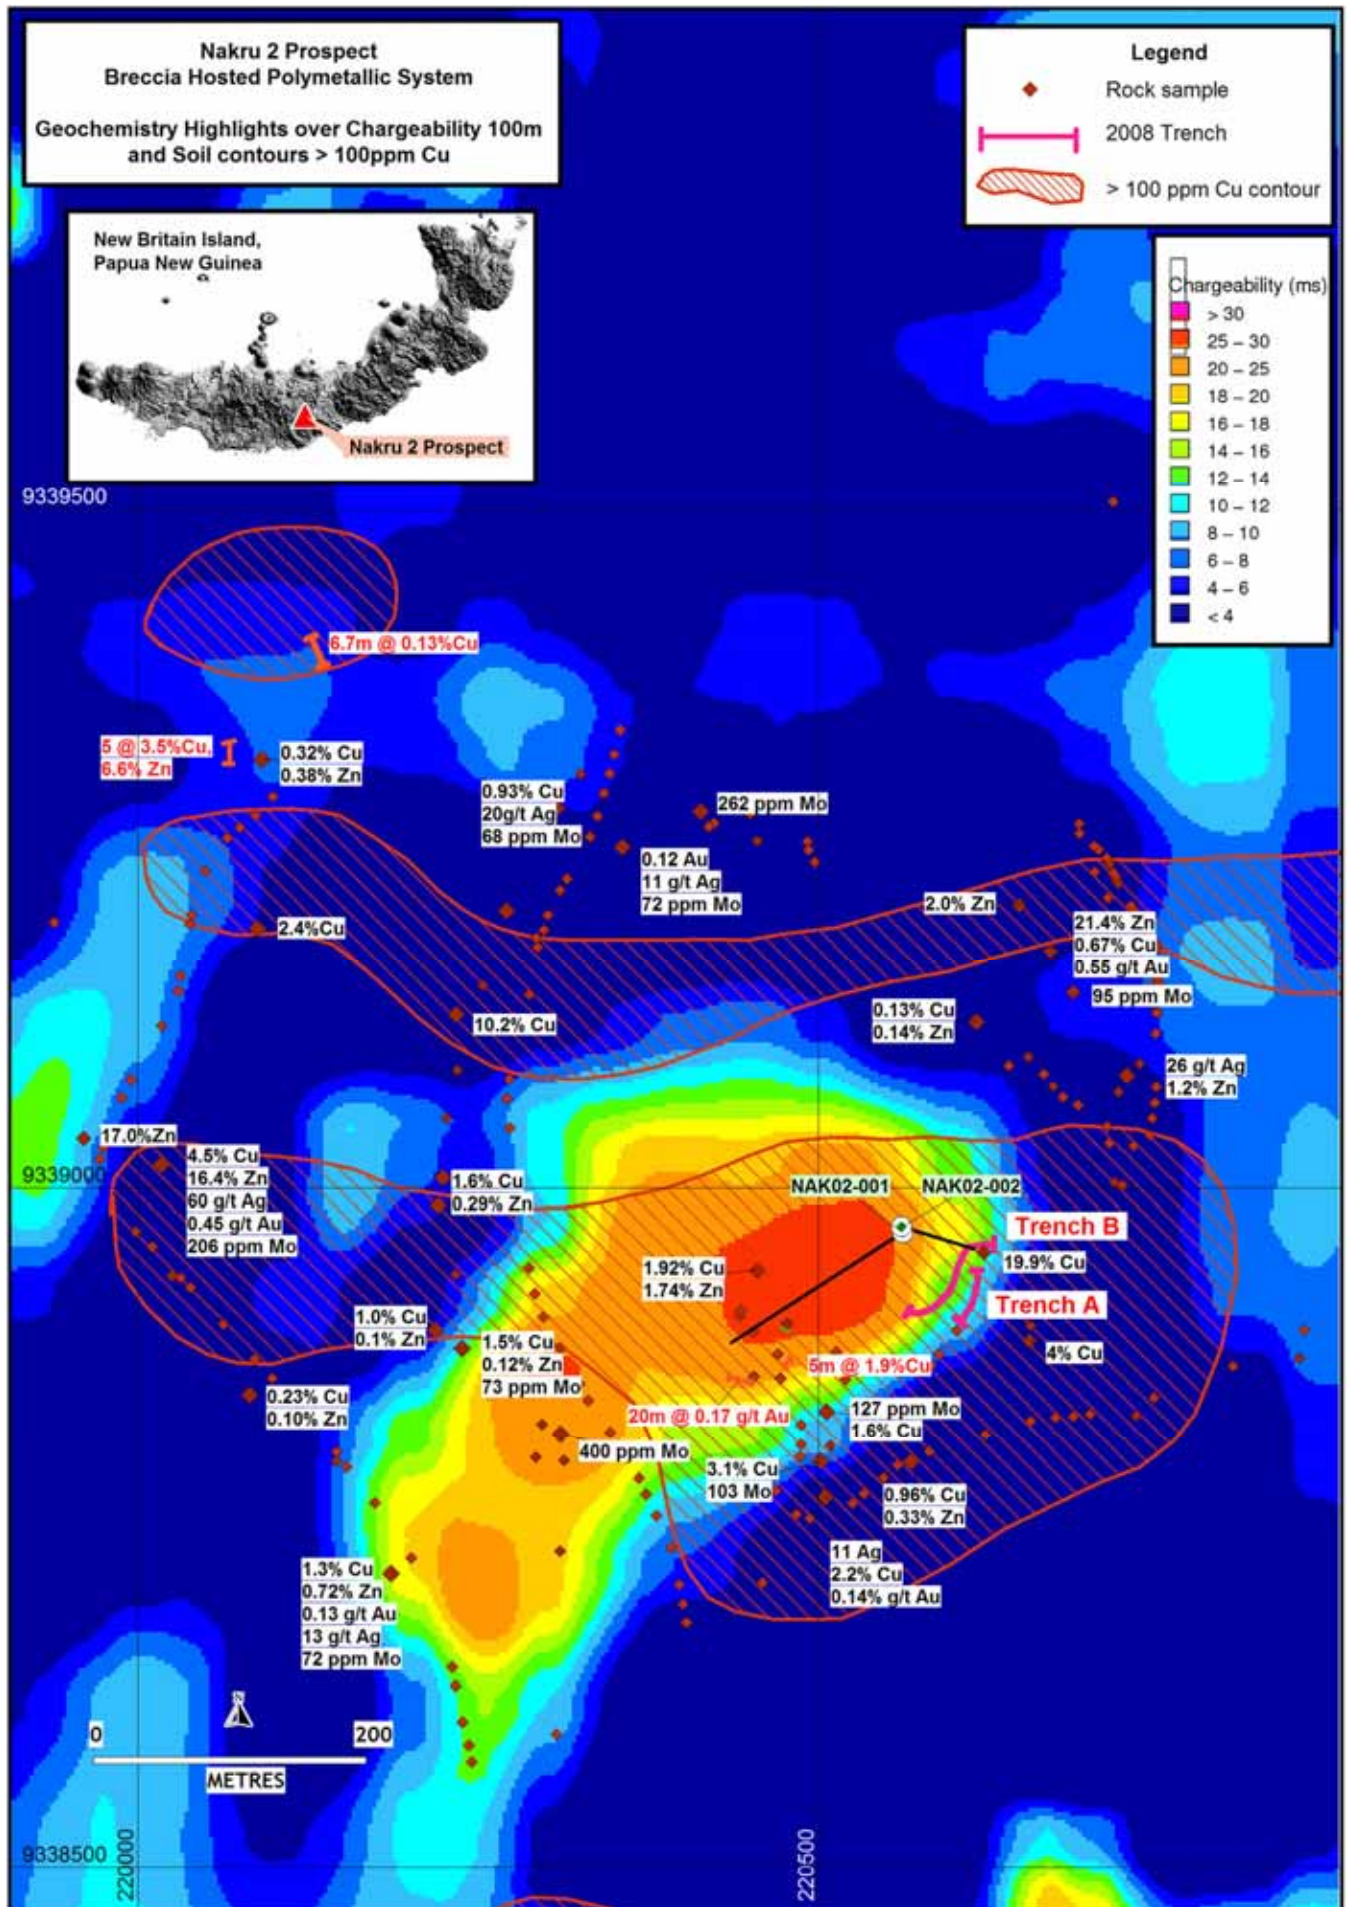 Nakru 2 Prospect
Breccia Hosted Polymetallic System
Geochemistry Highlights over Chargeability 100m
and Soil contours > 100ppm Cu
Legend
Rock sample
2008 Trench
> 100 ppm Cu contour
New Britain Island,
Papua New Guinea
Nakru 2 Prospect
Chargeability (ms)
> 30
25 – 30
20 – 25
18 – 20
16 – 18
14 – 16
12 – 14
10 – 12
8 – 10
6 – 8
4 – 6
< 4
9339500
6.7m @ 0.13%Cu
5 @ 3.5%Cu,
6.6% Zn
0.32% Cu
0.38% Zn
0.93% Cu
20g/t Ag
68 ppm Mo
262 ppm Mo
0.12 Au
11 g/t Ag
72 ppm Mo
2.0% Zn
21.4% Zn
0.67% Cu
0.55 g/t Au
2.4%Cu
95 ppm Mo
10.2% Cu
0.13% Cu
0.14% Zn
26 g/t Ag
1.2% Zn
17.0%Zn
4.5% Cu
16.4% Zn
60 g/t Ag
0.45 g/t Au
206 ppm Mo
9339000
1.6% Cu
0.29% Zn
NAK02-001
NAK02-002
Trench B
19.9% Cu
1.92% Cu
1.74% Zn
Trench A
1.0% Cu
0.1% Zn
1.5% Cu
0.12% Zn
73 ppm Mo
4% Cu
5m @ 1.9%Cu
0.23% Cu
0.10% Zn
20m @ 0.17 g/t Au
127 ppm Mo
1.6% Cu
400 ppm Mo
3.1% Cu
103 Mo
0.96% Cu
0.33% Zn
11 Ag
2.2% Cu
0.14% g/t Au
1.3% Cu
0.72% Zn
0.13 g/t Au
13 g/t Ag
72 ppm Mo
N
0 200
METRES
9338500
220000
220500